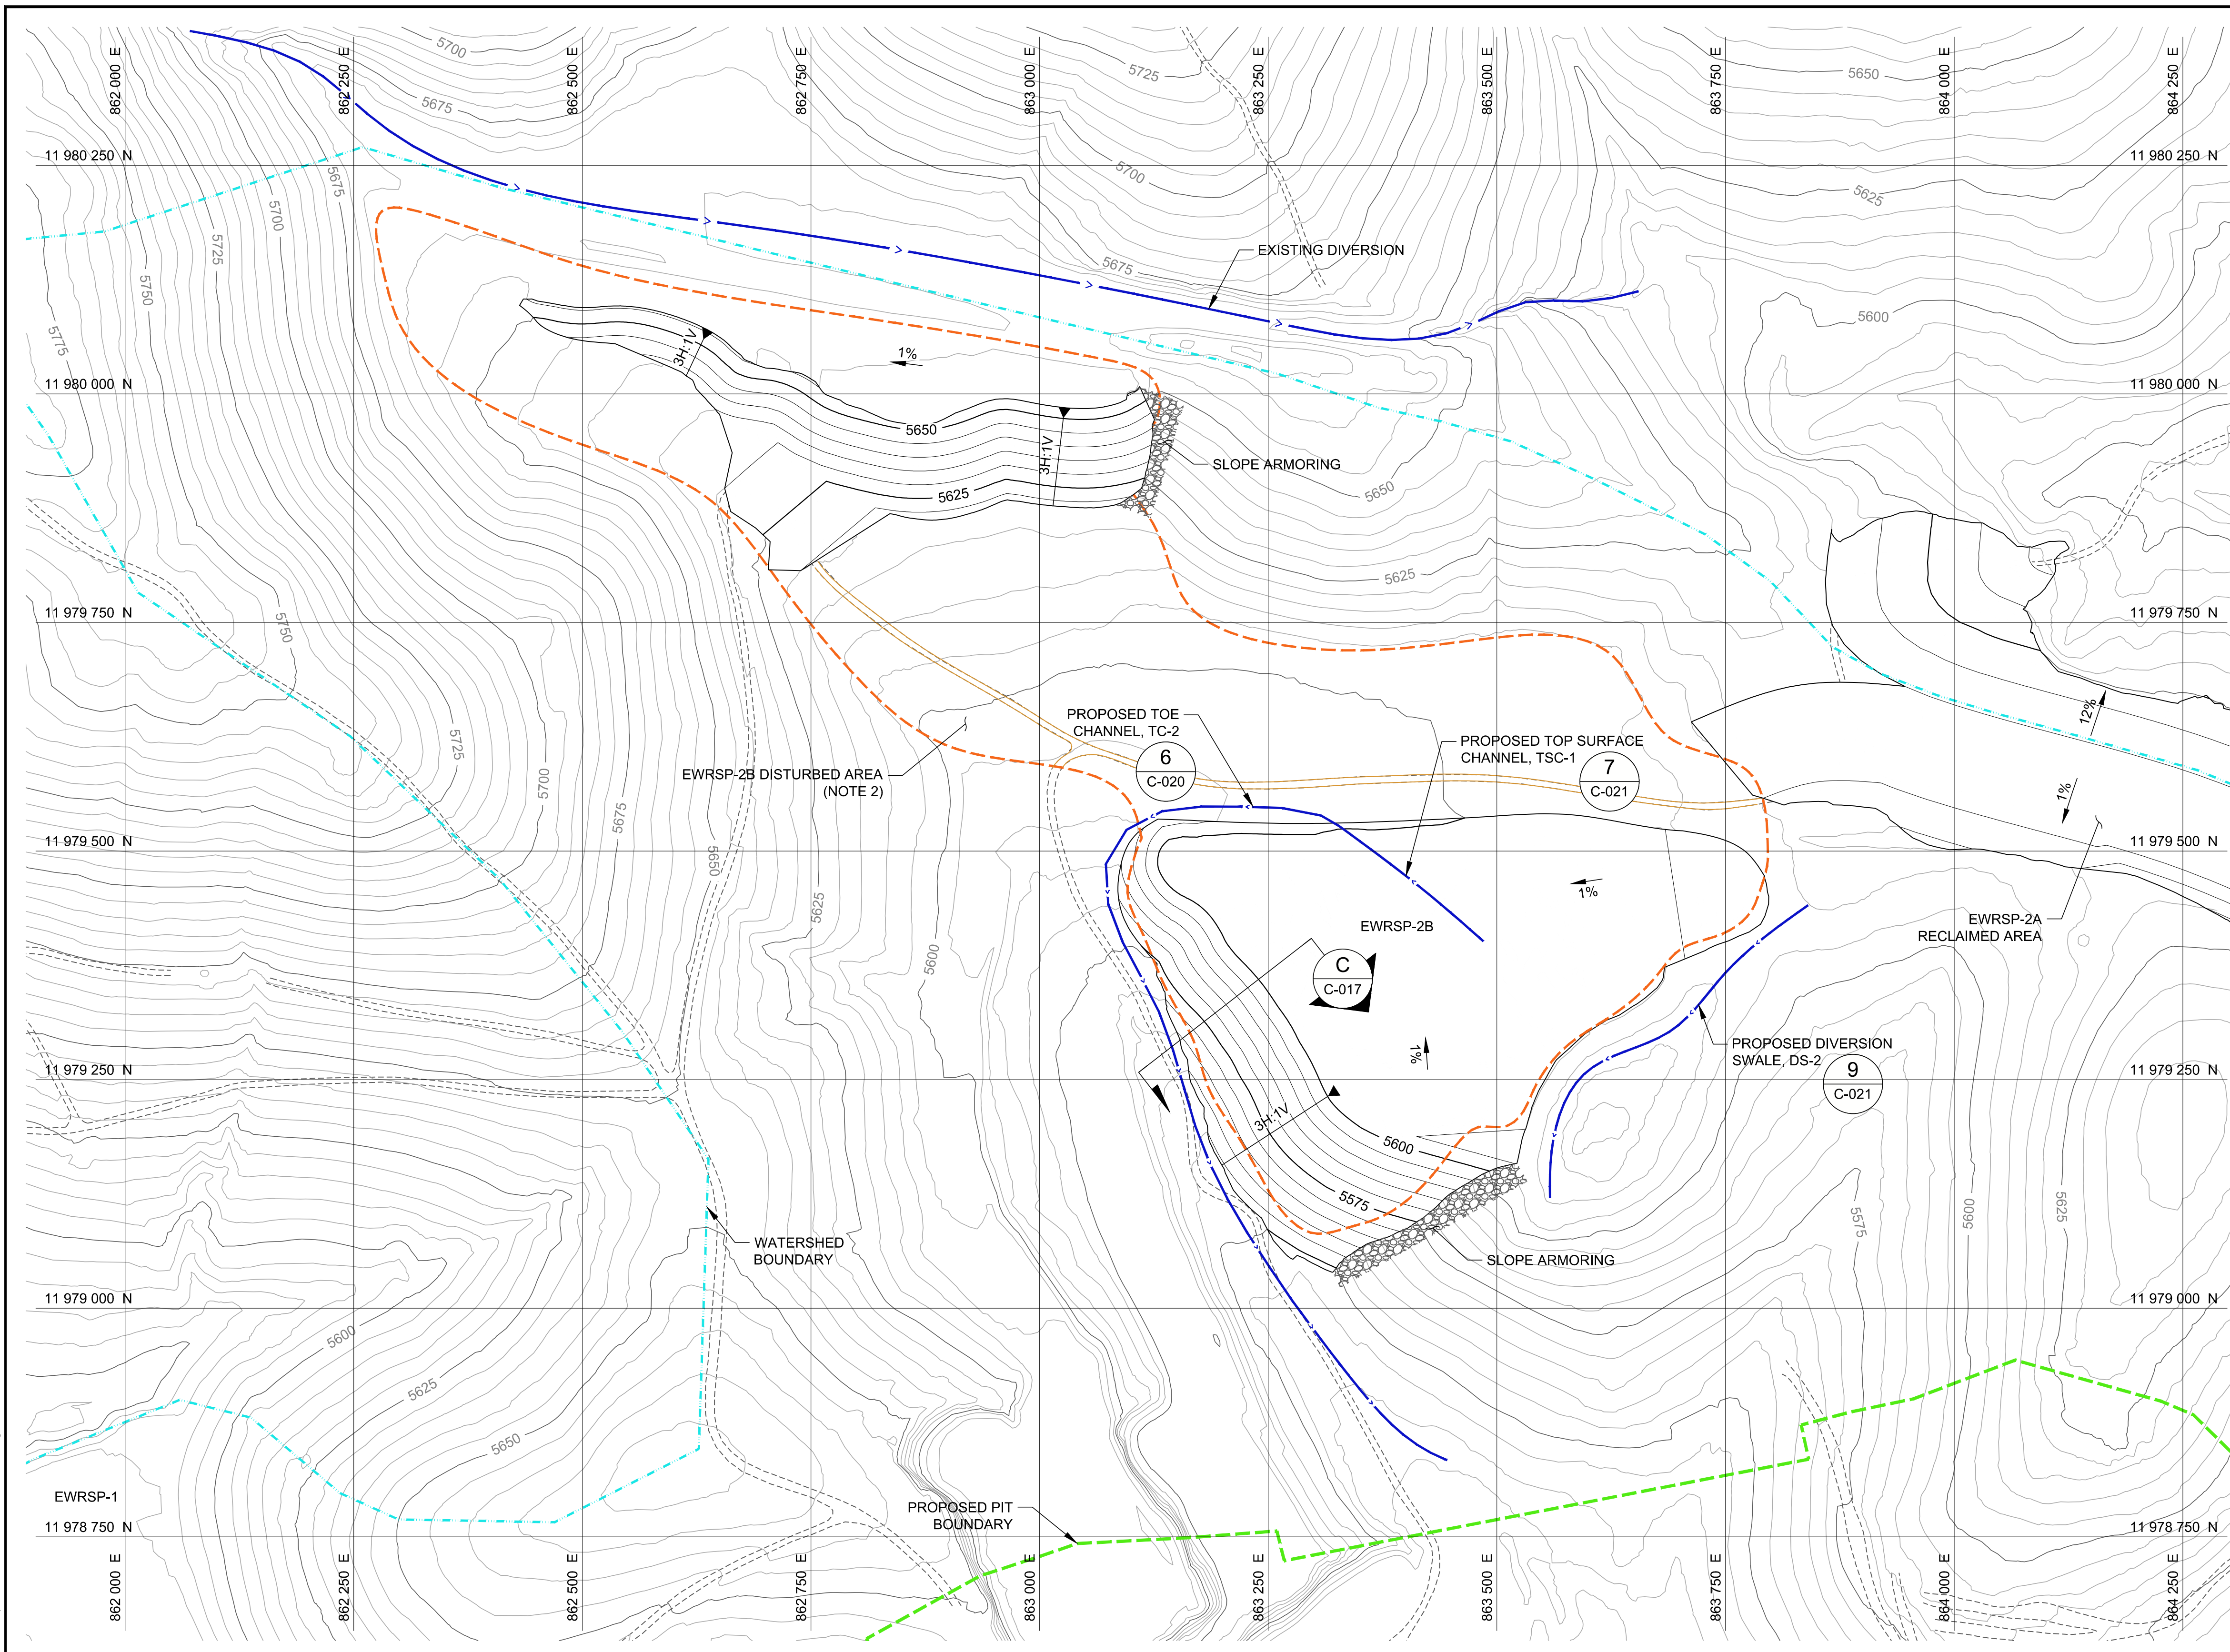 862 000 E
862 250 E
862 500 E
862 750 E
863 000 E
863 250 E
863 500 E
863 750 E
864 000 E
864 250 E
5700
5725
5650
5675
11 980 250 N
11 980 250 N
5675
5700
5625
5700
5725
EXISTING DIVERSION
5675
5750
5600
5775
3H:1V
1%
11 980 000 N
11 980 000 N
5650
3H:1V
SLOPE ARMORING
5625
5650
5625
11 979 750 N
11 979 750 N
5750
PROPOSED TOE
CHANNEL, TC-2
6
C-020
PROPOSED TOP SURFACE
CHANNEL, TSC-1
7
C-021
12%
5725
5700
EWRSP-2B DISTURBED AREA
(NOTE 2)
1%
5675
11 979 500 N
11 979 500 N
5650
5625
1%
EWRSP-2B
EWRSP-2A
RECLAIMED AREA
5600
C
C-017
1%
PROPOSED DIVERSION
SWALE, DS-2
9
C-021
11 979 250 N
11 979 250 N
3H:1V
5600
5575
5575
5600
5625
WATERSHED
BOUNDARY
SLOPE ARMORING
11 979 000 N
11 979 000 N
5600
5625
5650
EWRSP-1
PROPOSED PIT
BOUNDARY
11 978 750 N
11 978 750 N
862 000 E
862 250 E
862 500 E
862 750 E
863 000 E
863 250 E
863 500 E
863 750 E
864 000 E
864 250 E